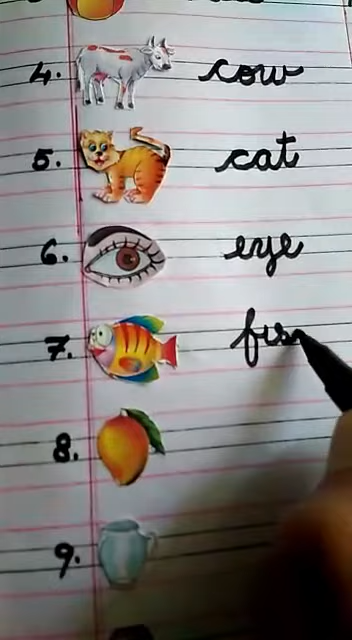 4. cow
5. cat
6. eye
7. fis
8.
9.